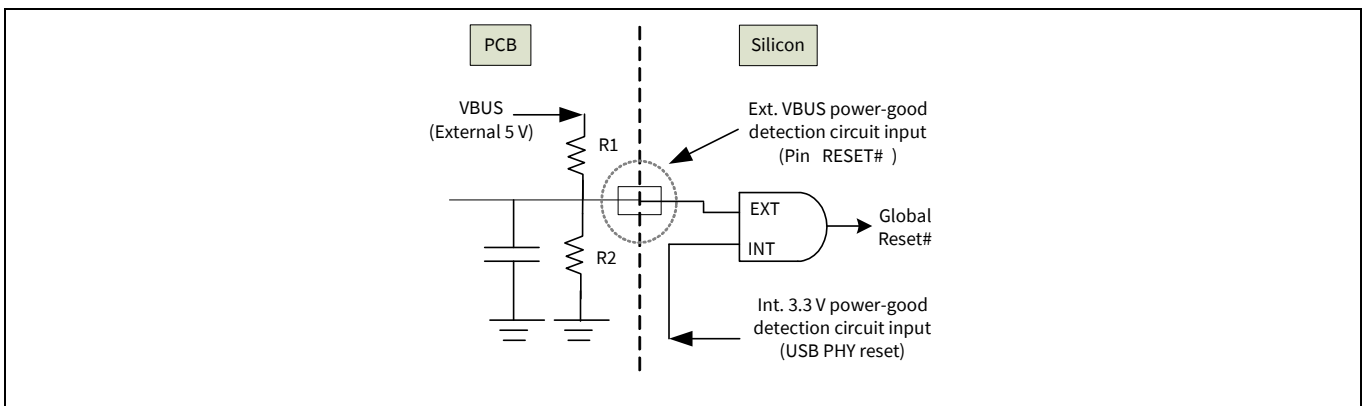 PCB
Silicon
VBUS
(External 5 V)
R1
Ext. VBUS power-good
detection circuit input
(Pin RESET# )
EXT
INT
Global
Reset#
R2
Int. 3.3 V power-good
detection circuit input
(USB PHY reset)